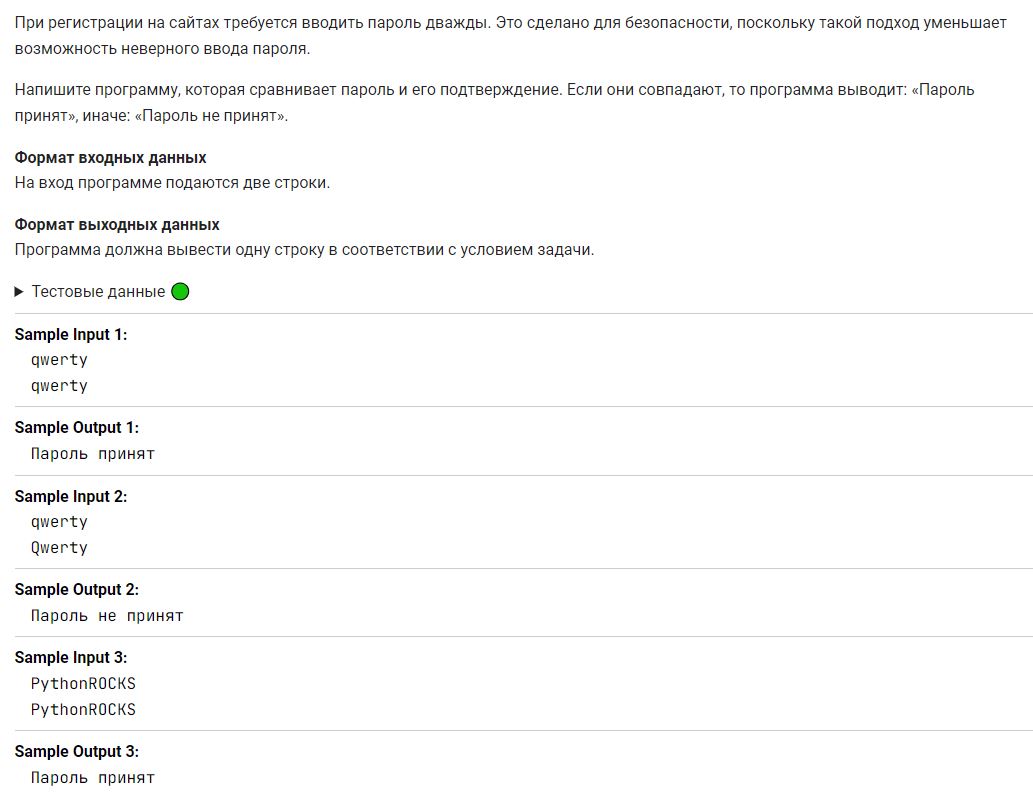 При регистрации на сайтах требуется вводить пароль дважды. Это сделано для безопасности, поскольку такой подход уменьшает
возможность неверного ввода пароля.
Напишите программу, которая сравнивает пароль и его подтверждение. Если они совпадают, то программа выводит: «Пароль
принят», иначе: «Пароль не принят».
Формат входных данных
На вход программе подаются две строки.
Формат выходных данных
Программа должна вывести одну строку в соответствии с условием задачи.
Тестовые данные
Sample Input 1:
qwerty
qwerty
Sample Output 1:
Пароль принят
Sample Input 2:
qwerty
Qwerty
Sample Output 2:
Пароль не принят
Sample Input 3:
PythonROCKS
PythonROCKS
Sample Output 3:
Пароль принят